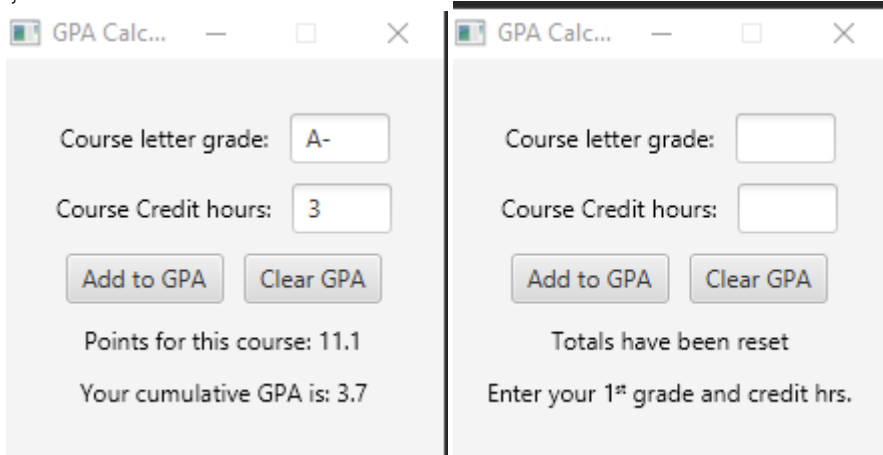 GPA Calc...
Course letter grade: A-
Course Credit hours: 3
Add to GPA Clear GPA
Points for this course: 11.1
Your cumulative GPA is: 3.7
GPA Calc...
Course letter grade:
Course Credit hours:
Add to GPA Clear GPA
Totals have been reset
Enter your 1ˢᵗ grade and credit hrs.